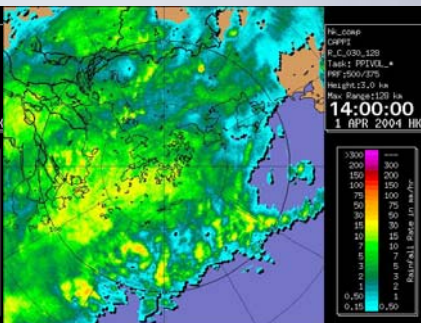 hk_comp
CAPPI
R_C_030_128
Task: PPIVOL_*
PRF:500/375
Height:3.0 km
Max Range:128 km
14:00:00
1 APR 2004 HK
>300 ---
300 300
200 200
150 150
100 100
75 75
50 50
30 30
15 15
10 10
7 7
5 5
3 3
2 2
1 1
0.50 0.50
0.15
Rainfall Rate in mm/hr